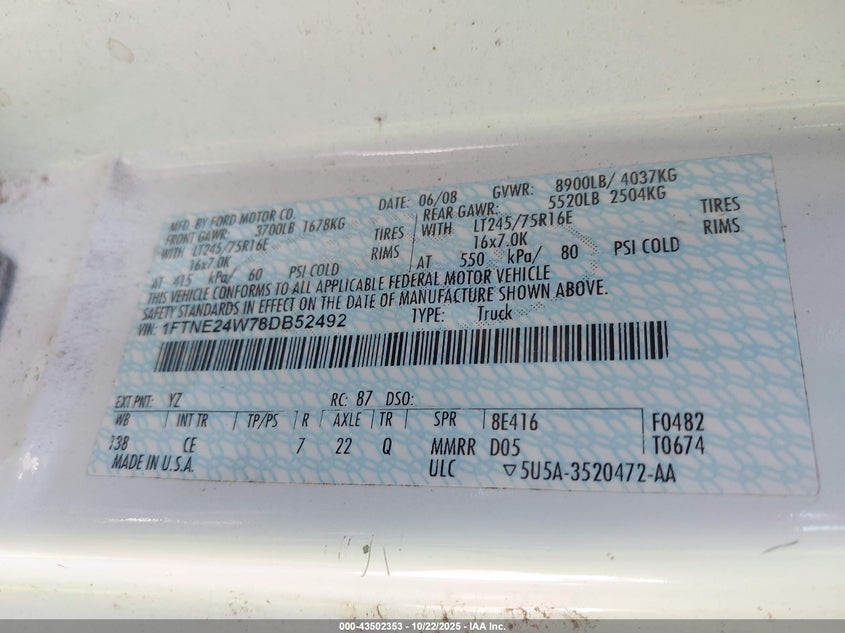 MFD. BY FORD MOTOR CO. DATE: 06/08 GVWR: 8900LB/ 4037KG
FRONT GAWR: 3700LB 1678KG REAR GAWR: 5520LB 2504KG
WITH LT245/75R16E TIRES WITH LT245/75R16E TIRES
16x7.0K RIMS 16x7.0K RIMS
AT 415 kPa/ 60 PSI COLD AT 550 kPa/ 80 PSI COLD
THIS VEHICLE CONFORMS TO ALL APPLICABLE FEDERAL MOTOR VEHICLE
SAFETY STANDARDS IN EFFECT ON THE DATE OF MANUFACTURE SHOWN ABOVE.
VIN: 1FTNE24W78DB52492 TYPE: Truck
EXT PNT: YZ RC: 87 DSO:
WB INT TR TP/PS R AXLE TR SPR 8E416 F0482
138 CE 7 22 Q MMRR D05 T0674
MADE IN U.S.A. ULC ▽5U5A-3520472-AA
000-43502353 | 10/22/2025 | IAA Inc.